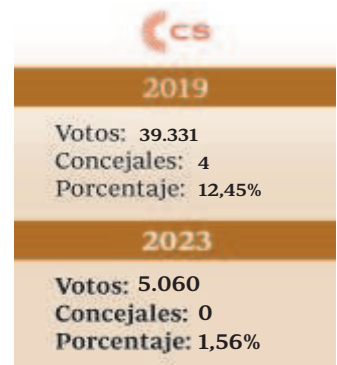 CS
2019
Votos: 39.331
Concejales: 4
Porcentaje: 12,45%
2023
Votos: 5.060
Concejales: 0
Porcentaje: 1,56%